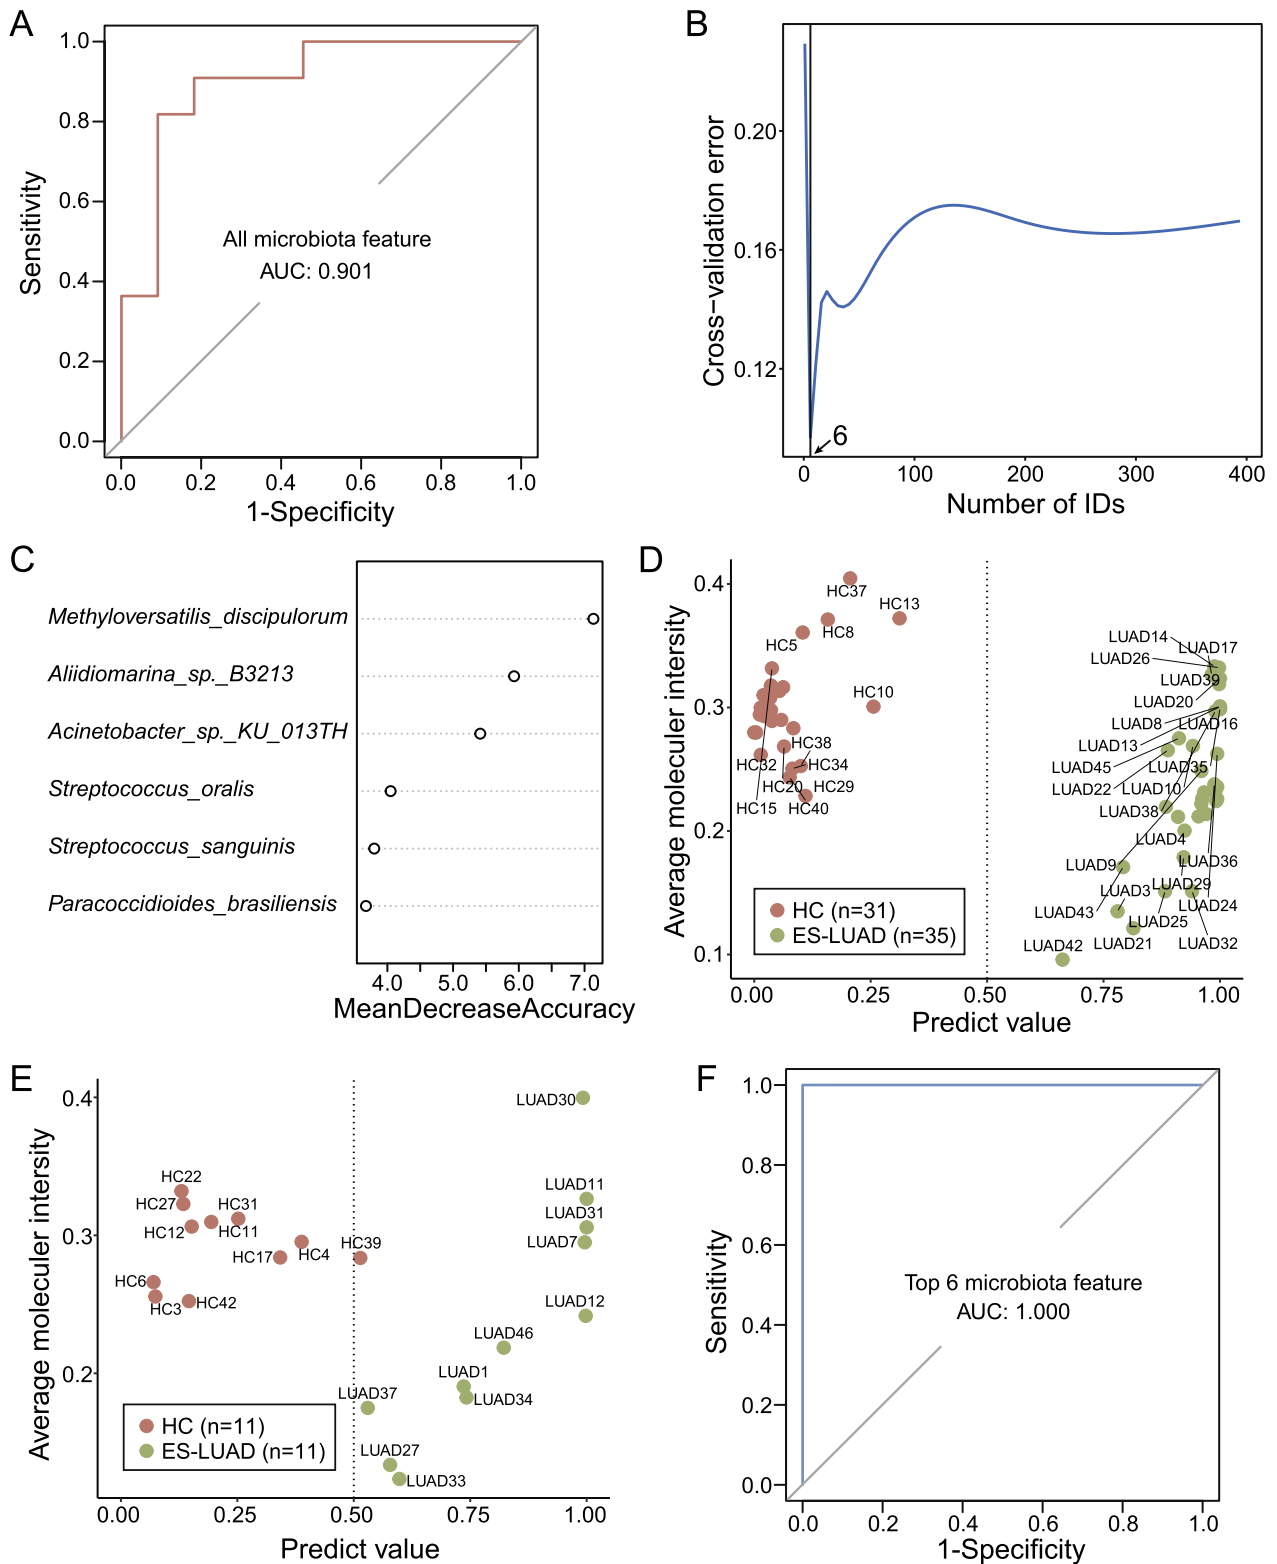 A
1.0
0.8
0.6
0.4
0.2
0.0
Sensitivity
All microbiota feature
AUC: 0.901
0.0 0.2 0.4 0.6 0.8 1.0
1-Specificity
B
0.20
0.16
0.12
Cross−validation error
6
0 100 200 300 400
Number of IDs
C
Methyloversatilis_discipulorum
Aliidiomarina_sp._B3213
Acinetobacter_sp._KU_013TH
Streptococcus_oralis
Streptococcus_sanguinis
Paracoccidioides_brasiliensis
4.0 5.0 6.0 7.0
MeanDecreaseAccuracy
D
0.4
0.3
0.2
0.1
Average moleculer intersity
HC37
HC13
HC8
HC5
HC10
HC38
HC32 HC34
HC20 HC29
HC15 HC40
LUAD14
LUAD17
LUAD26
LUAD39
LUAD20
LUAD8 LUAD16
LUAD13
LUAD45 LUAD35
LUAD22 LUAD10
LUAD38
LUAD4
LUAD9 LUAD36
LUAD29
LUAD3
LUAD24
LUAD43
LUAD25
LUAD42 LUAD21 LUAD32
HC (n=31)
ES-LUAD (n=35)
0.00 0.25 0.50 0.75 1.00
Predict value
E
0.4
0.3
0.2
Average moleculer intersity
LUAD30
HC22
LUAD11
HC27 HC31
LUAD31
HC12 HC11
HC17 HC4 HC39 LUAD7
HC6
HC3 HC42
LUAD12
LUAD46
LUAD1
LUAD37 LUAD34
LUAD27
LUAD33
HC (n=11)
ES-LUAD (n=11)
0.00 0.25 0.50 0.75 1.00
Predict value
F
1.0
0.8
0.6
0.4
0.2
0.0
Sensitivity
Top 6 microbiota feature
AUC: 1.000
0.0 0.2 0.4 0.6 0.8 1.0
1-Specificity